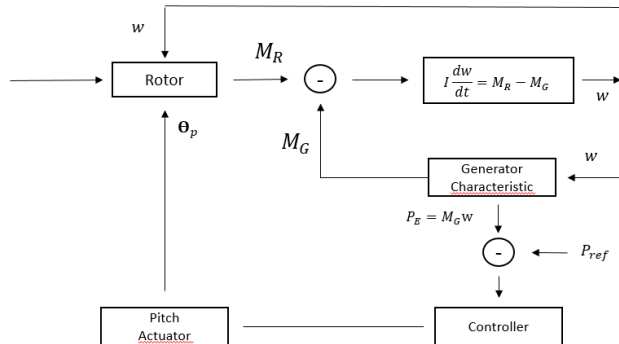 w
M_R
Rotor
-
I dw/dt = M_R − M_G
w
θ_p
M_G
w
Generator
Characteristic
P_E = M_G w
-
P_ref
Pitch
Actuator
Controller